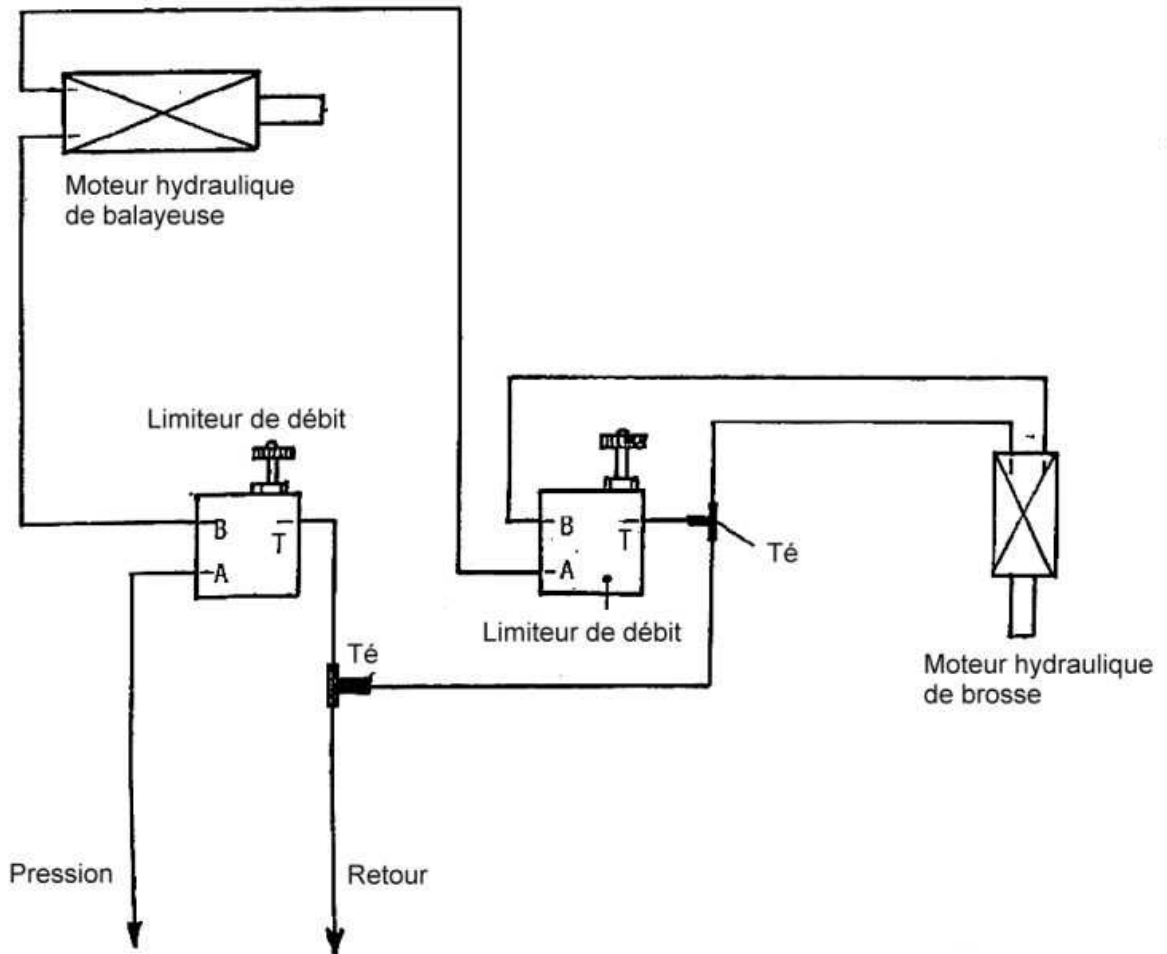 Moteur hydraulique
de balayeuse
Limiteur de débit
B
T
A
B
T
A
Té
Limiteur de débit
Té
Moteur hydraulique
de brosse
Pression
Retour